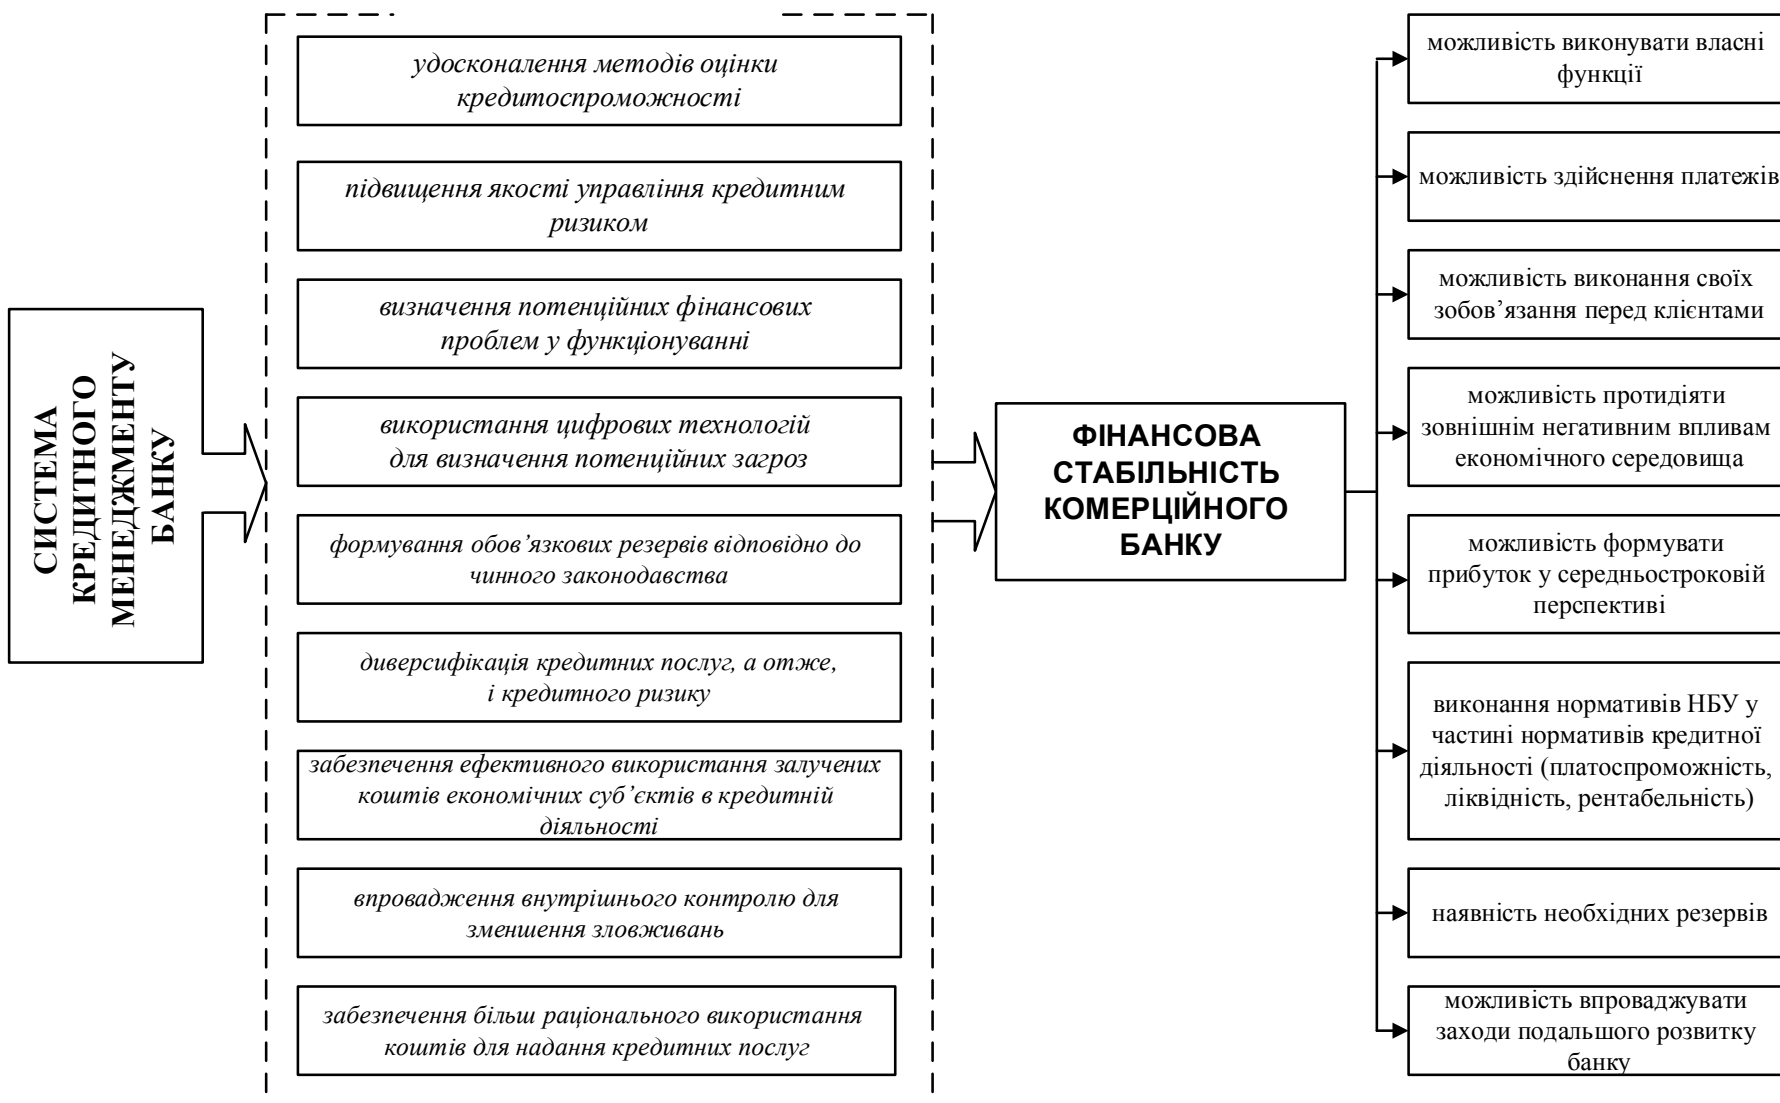 СИСТЕМА
КРЕДИТНОГО
МЕНЕДЖМЕНТУ
БАНКУ
удосконалення методів оцінки
кредитоспроможності
підвищення якості управління кредитним
ризиком
визначення потенційних фінансових
проблем у функціонуванні
використання цифрових технологій
для визначення потенційних загроз
формування обов’язкових резервів відповідно до
чинного законодавства
диверсифікація кредитних послуг, а отже,
і кредитного ризику
забезпечення ефективного використання залучених
коштів економічних суб’єктів в кредитній
діяльності
впровадження внутрішнього контролю для
зменшення зловживань
забезпечення більш раціонального використання
коштів для надання кредитних послуг
ФІНАНСОВА
СТАБІЛЬНІСТЬ
КОМЕРЦІЙНОГО
БАНКУ
можливість виконувати власні
функції
можливість здійснення платежів
можливість виконання своїх
зобов’язання перед клієнтами
можливість протидіяти
зовнішнім негативним впливам
економічного середовища
можливість формувати
прибуток у середньостроковій
перспективі
виконання нормативів НБУ у
частині нормативів кредитної
діяльності (платоспроможність,
ліквідність, рентабельність)
наявність необхідних резервів
можливість впроваджувати
заходи подальшого розвитку
банку